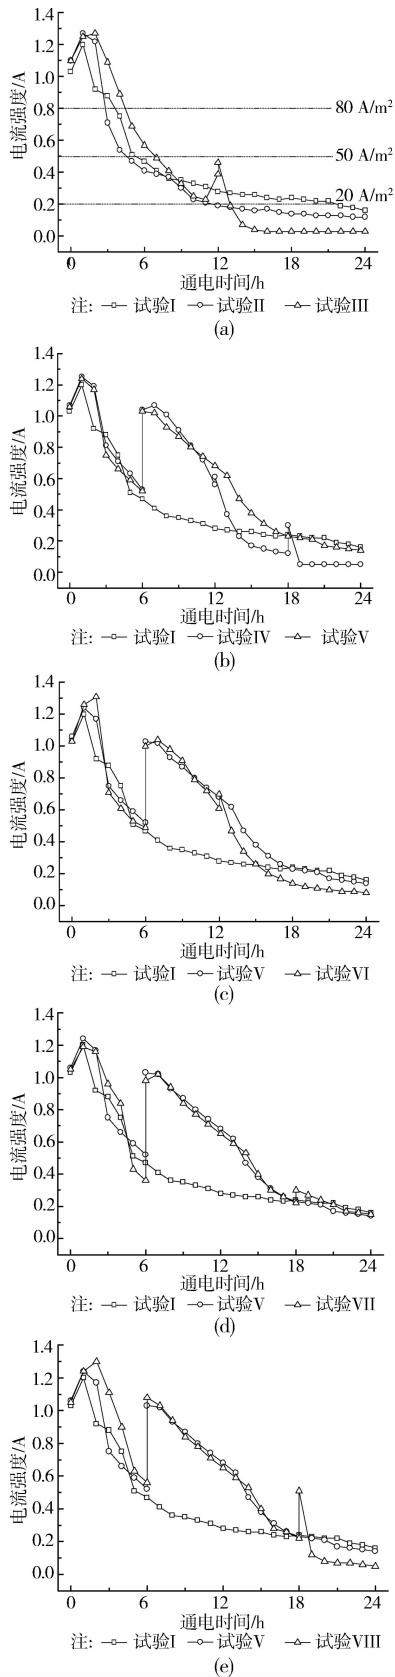 1.4
1.2
1.0
0.8
0.6
0.4
0.2
0.0
电流强度/A
80 A/m²
50 A/m²
20 A/m²
0 6 12 18 24
通电时间/h
注: 试验I 试验II 试验III
(a)
1.4
1.2
1.0
0.8
0.6
0.4
0.2
0.0
电流强度/A
0 6 12 18 24
通电时间/h
注: 试验I 试验IV 试验V
(b)
1.4
1.2
1.0
0.8
0.6
0.4
0.2
0.0
电流强度/A
0 6 12 18 24
通电时间/h
注: 试验I 试验V 试验VI
(c)
1.4
1.2
1.0
0.8
0.6
0.4
0.2
0.0
电流强度/A
0 6 12 18 24
通电时间/h
注: 试验I 试验V 试验VII
(d)
1.4
1.2
1.0
0.8
0.6
0.4
0.2
0.0
电流强度/A
0 6 12 18 24
通电时间/h
注: 试验I 试验V 试验VIII
(e)